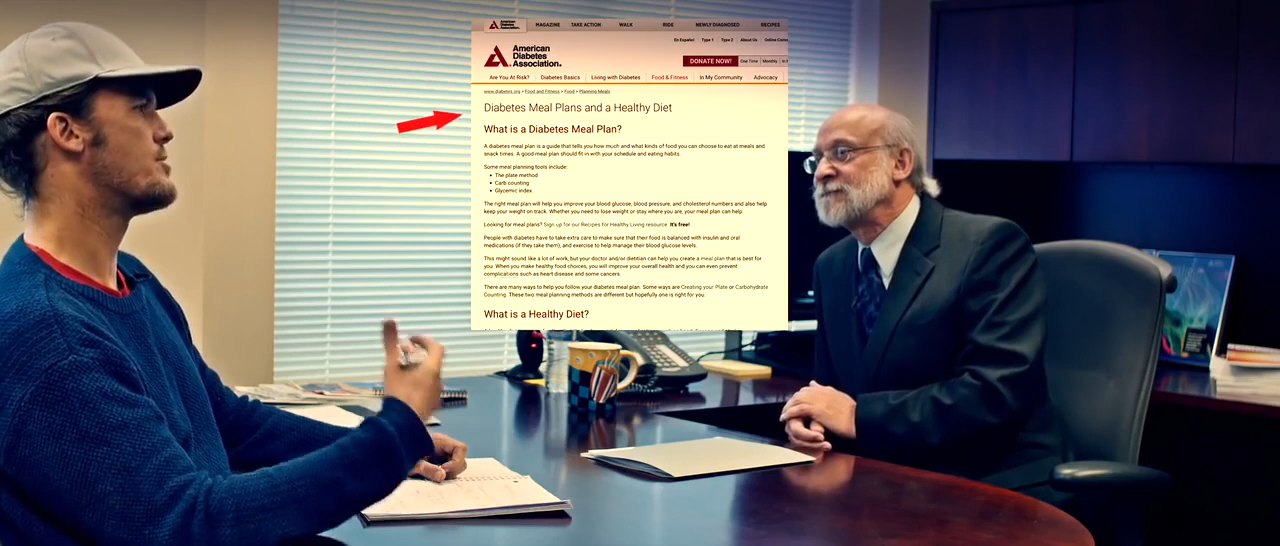 American Diabetes Association.
MAGAZINE TAKE ACTION WALK RIDE NEWLY DIAGNOSED RECIPES
En Español Type 1 Type 2 About Us Online
American
Diabetes
Association.
DONATE NOW! One Time Monthly
Are You At Risk? Diabetes Basics Living with Diabetes Food & Fitness In My Community Advocacy
www.diabetes.org > Food and Fitness > Food > Planning Meals
Diabetes Meal Plans and a Healthy Diet
What is a Diabetes Meal Plan?
A diabetes meal plan is a guide that tells you how much and what kinds of food you can choose to eat at meals and
snack times. A good meal plan should fit in with your schedule and eating habits.
Some meal planning tools include:
• The plate method
• Carb counting
• Glycemic index
The right meal plan will help you improve your blood glucose, blood pressure, and cholesterol numbers and also help
keep your weight on track. Whether you need to lose weight or stay where you are, your meal plan can help.
Looking for meal plans? Sign up for our Recipes for Healthy Living resource. It's free!
People with diabetes have to take extra care to make sure that their food is balanced with insulin and oral
medications (if they take them), and exercise to help manage their blood glucose levels.
This might sound like a lot of work, but your doctor and/or dietitian can help you create a meal plan that is best for
you. When you make healthy food choices, you will improve your overall health and you can even prevent
complications such as heart disease and some cancers.
There are many ways to help you follow your diabetes meal plan. Some ways are Creating your Plate or Carbohydrate
Counting. These two meal planning methods are different but hopefully one is right for you.
What is a Healthy Diet?